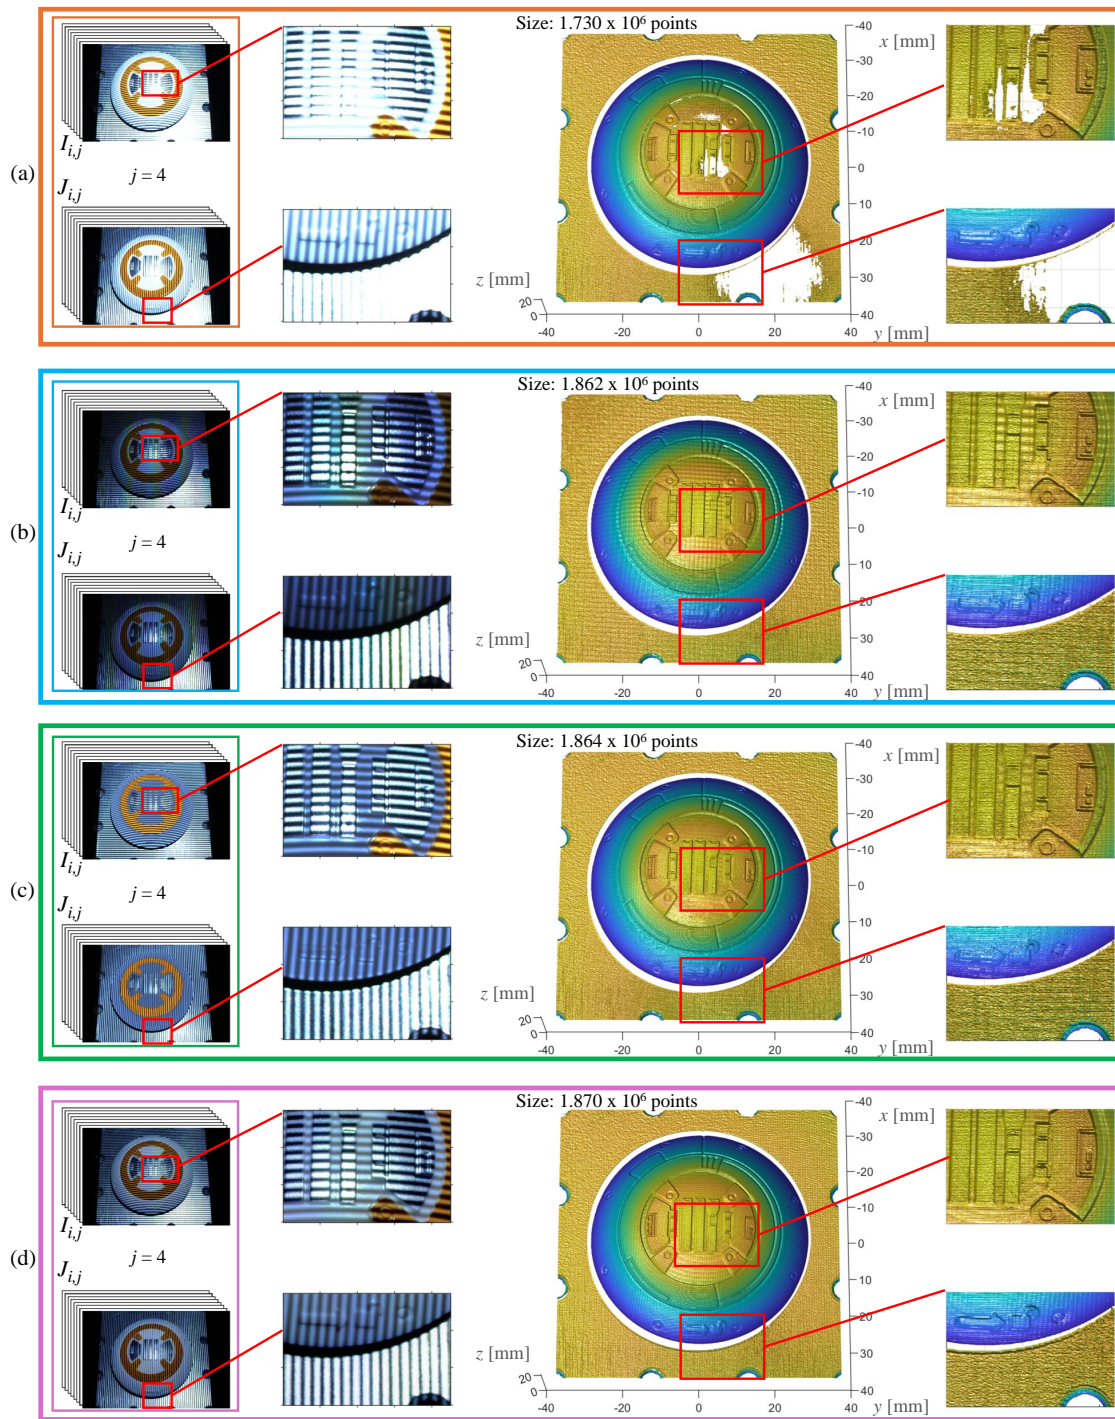 Size: 1.730 x 10⁶ points
-40
x [mm]
-30
-20
-10
0
10
20
30
40
I_{i,j}
(a)
j = 4
J_{i,j}
z [mm]
20
0
-40
-20
0
20
40
y [mm]
Size: 1.862 x 10⁶ points
-40
x [mm]
-30
-20
-10
0
10
20
30
40
I_{i,j}
(b)
j = 4
J_{i,j}
z [mm]
20
0
-40
-20
0
20
40
y [mm]
Size: 1.864 x 10⁶ points
-40
x [mm]
-30
-20
-10
0
10
20
30
40
I_{i,j}
(c)
j = 4
J_{i,j}
z [mm]
20
0
-40
-20
0
20
40
y [mm]
Size: 1.870 x 10⁶ points
-40
x [mm]
-30
-20
-10
0
10
20
30
40
I_{i,j}
(d)
j = 4
J_{i,j}
z [mm]
20
0
-40
-20
0
20
40
y [mm]